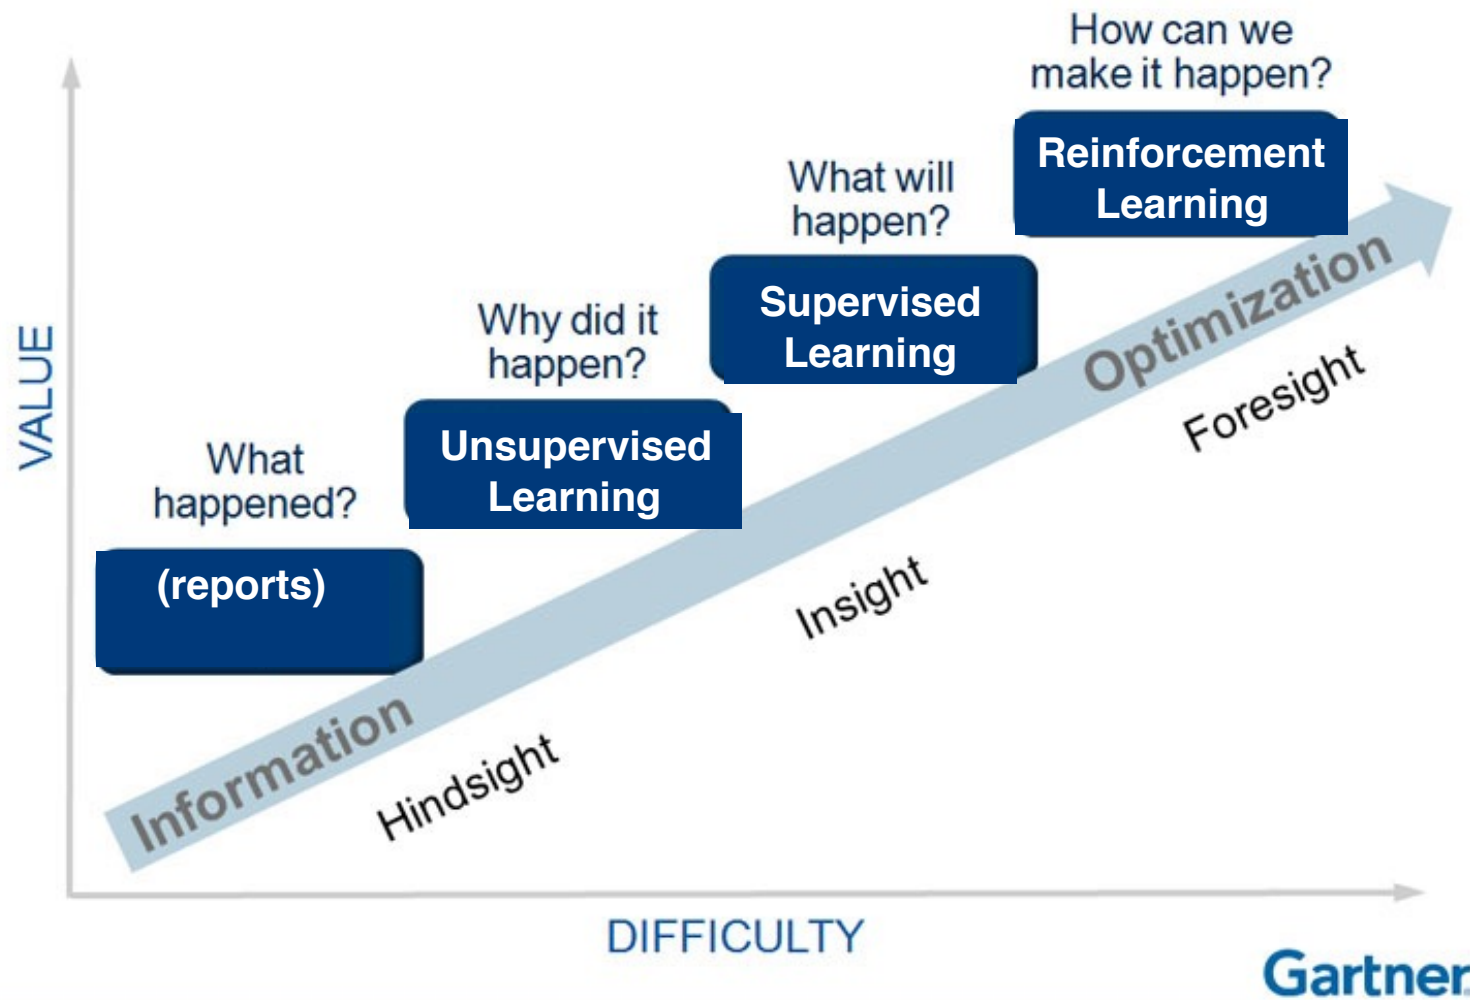 How can we
make it happen?
Reinforcement
Learning
What will
happen?
Supervised
Learning
Why did it
happen?
Unsupervised
Learning
What
happened?
(reports)
VALUE
Information
Optimization
Hindsight
Insight
Foresight
DIFFICULTY
Gartner